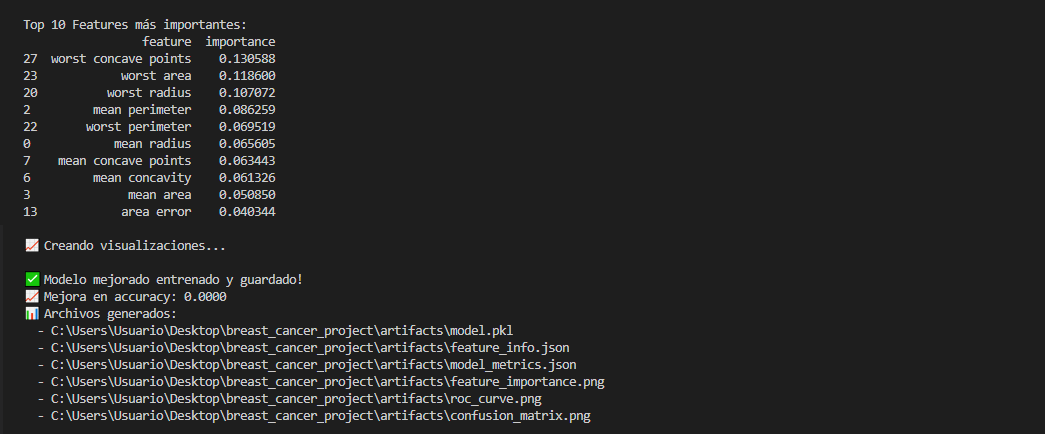 Top 10 Features más importantes:
feature importance
27 worst concave points 0.130588
23 worst area 0.118600
20 worst radius 0.107072
2 mean perimeter 0.086259
22 worst perimeter 0.069519
0 mean radius 0.065605
7 mean concave points 0.063443
6 mean concavity 0.061326
3 mean area 0.050850
13 area error 0.040344
📈 Creando visualizaciones...
✅ Modelo mejorado entrenado y guardado!
📈 Mejora en accuracy: 0.0000
📊 Archivos generados:
- C:\Users\Usuario\Desktop\breast_cancer_project\artifacts\model.pkl
- C:\Users\Usuario\Desktop\breast_cancer_project\artifacts\feature_info.json
- C:\Users\Usuario\Desktop\breast_cancer_project\artifacts\model_metrics.json
- C:\Users\Usuario\Desktop\breast_cancer_project\artifacts\feature_importance.png
- C:\Users\Usuario\Desktop\breast_cancer_project\artifacts\roc_curve.png
- C:\Users\Usuario\Desktop\breast_cancer_project\artifacts\confusion_matrix.png